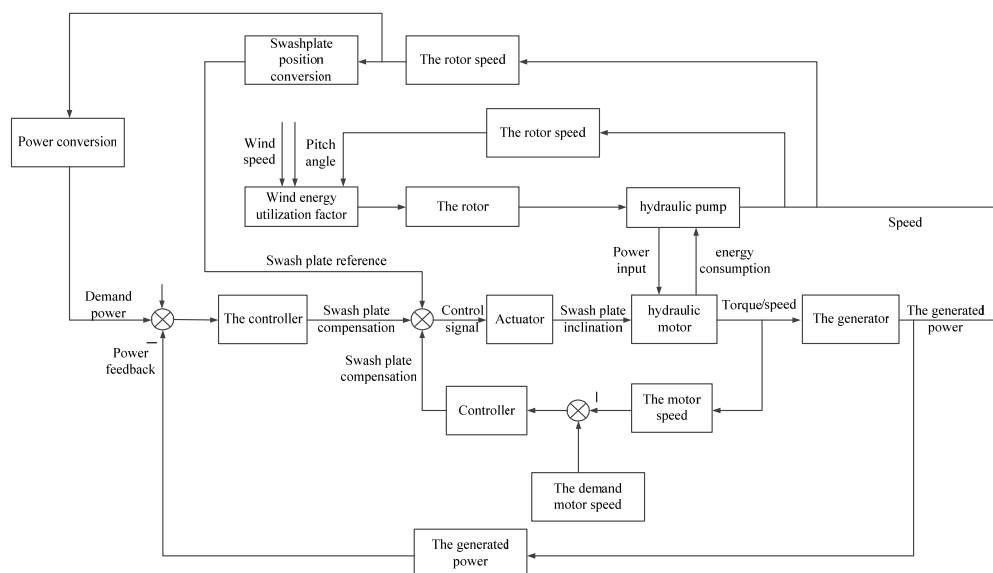 Swashplate
position
conversion
The rotor speed
Power conversion
The rotor speed
Wind
speed
Pitch
angle
Wind energy
utilization factor
The rotor
hydraulic pump
Speed
Power
input
energy
consumption
Swash plate reference
Demand
power
The controller
Swash plate
compensation
Control
signal
Actuator
Swash plate
inclination
hydraulic
motor
Torque/speed
The generator
The generated
power
Power
feedback
Swash plate
compensation
Controller
The motor
speed
The demand
motor speed
The generated
power